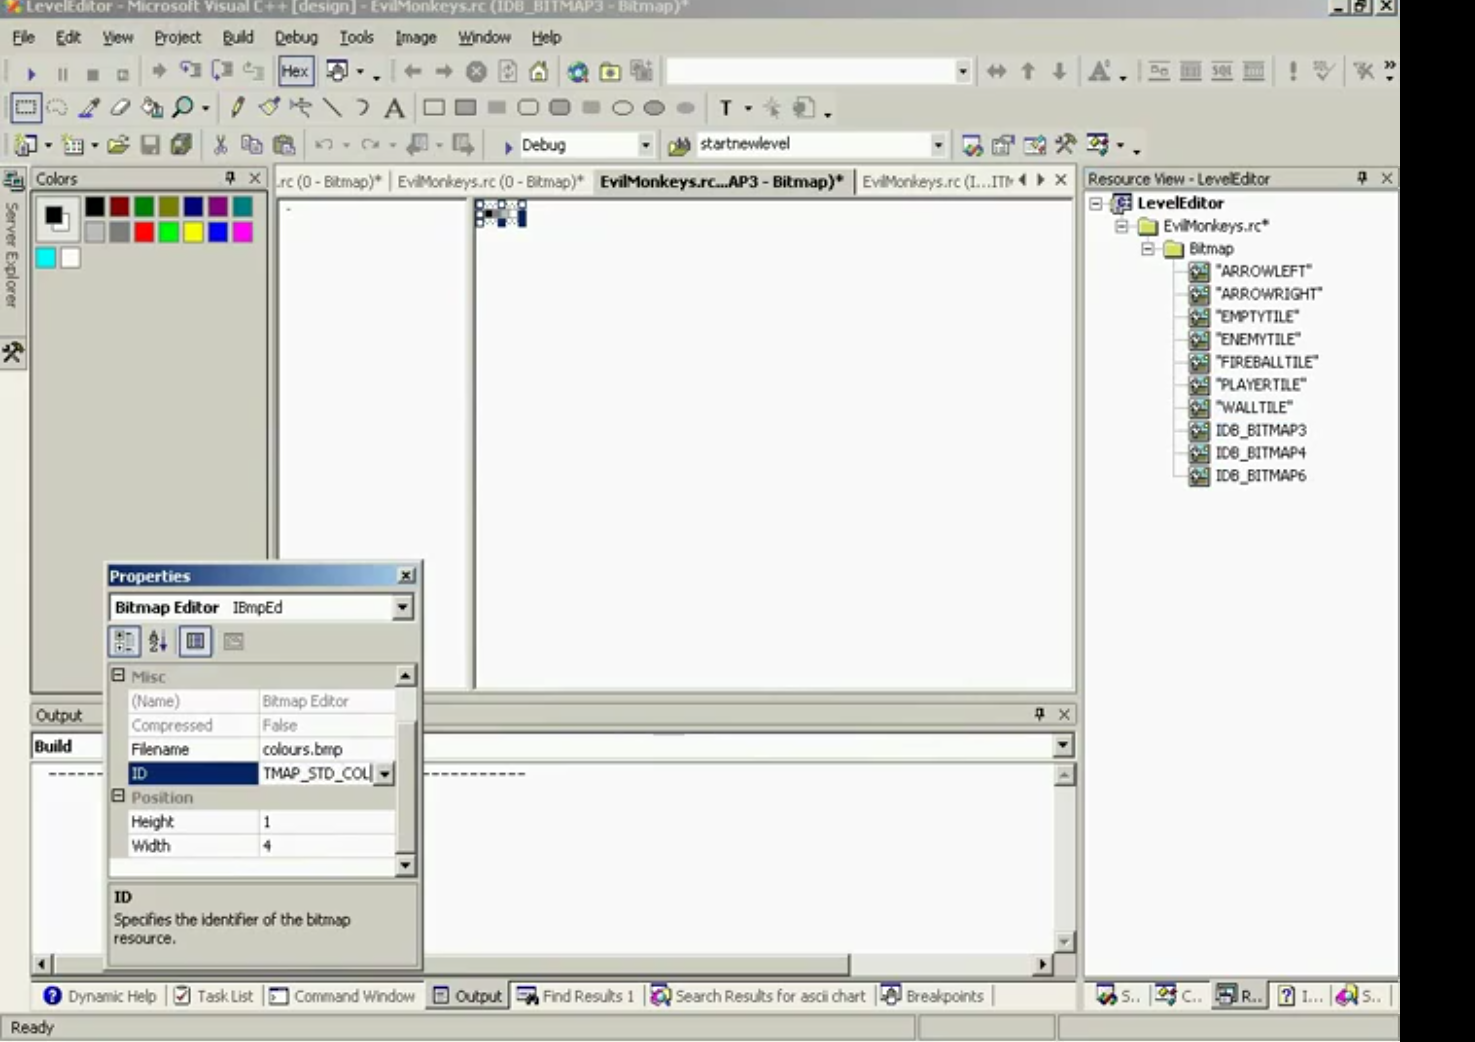 LevelEditor - Microsoft Visual C++ [design] - EvilMonkeys.rc (IDB_BITMAP3 - Bitmap)*
File Edit View Project Build Debug Tools Image Window Help
Hex
A T
Debug startnewlevel
Colors
.rc (0 - Bitmap)* EvilMonkeys.rc (0 - Bitmap)* EvilMonkeys.rc...AP3 - Bitmap)* EvilMonkeys.rc (I...ITM
Server Explorer
Resource View - LevelEditor
LevelEditor
EvilMonkeys.rc*
Bitmap
"ARROWLEFT"
"ARROWRIGHT"
"EMPTYTILE"
"ENEMYTILE"
"FIREBALLTILE"
"PLAYERTILE"
"WALLTILE"
IDB_BITMAP3
IDB_BITMAP4
IDB_BITMAP6
Properties
Bitmap Editor IBmpEd
Misc
(Name) Bitmap Editor
Compressed False
Filename colours.bmp
ID TMAP_STD_COL
Position
Height 1
Width 4
ID
Specifies the identifier of the bitmap
resource.
Output
Build
Dynamic Help Task List Command Window Output Find Results 1 Search Results for ascii chart Breakpoints
S.. C.. R.. I... S..
Ready